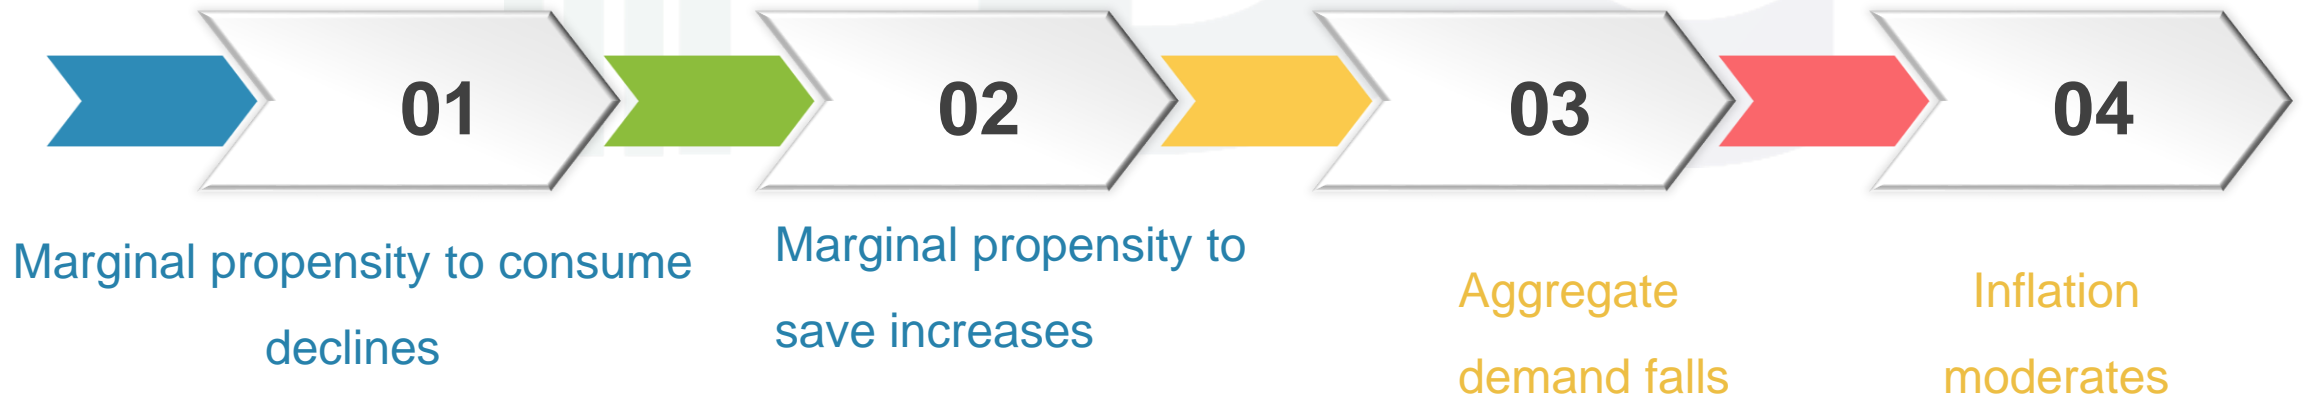 01
02
03
04
Marginal propensity to consume
declines
Marginal propensity to
save increases
Aggregate
demand falls
Inflation
moderates